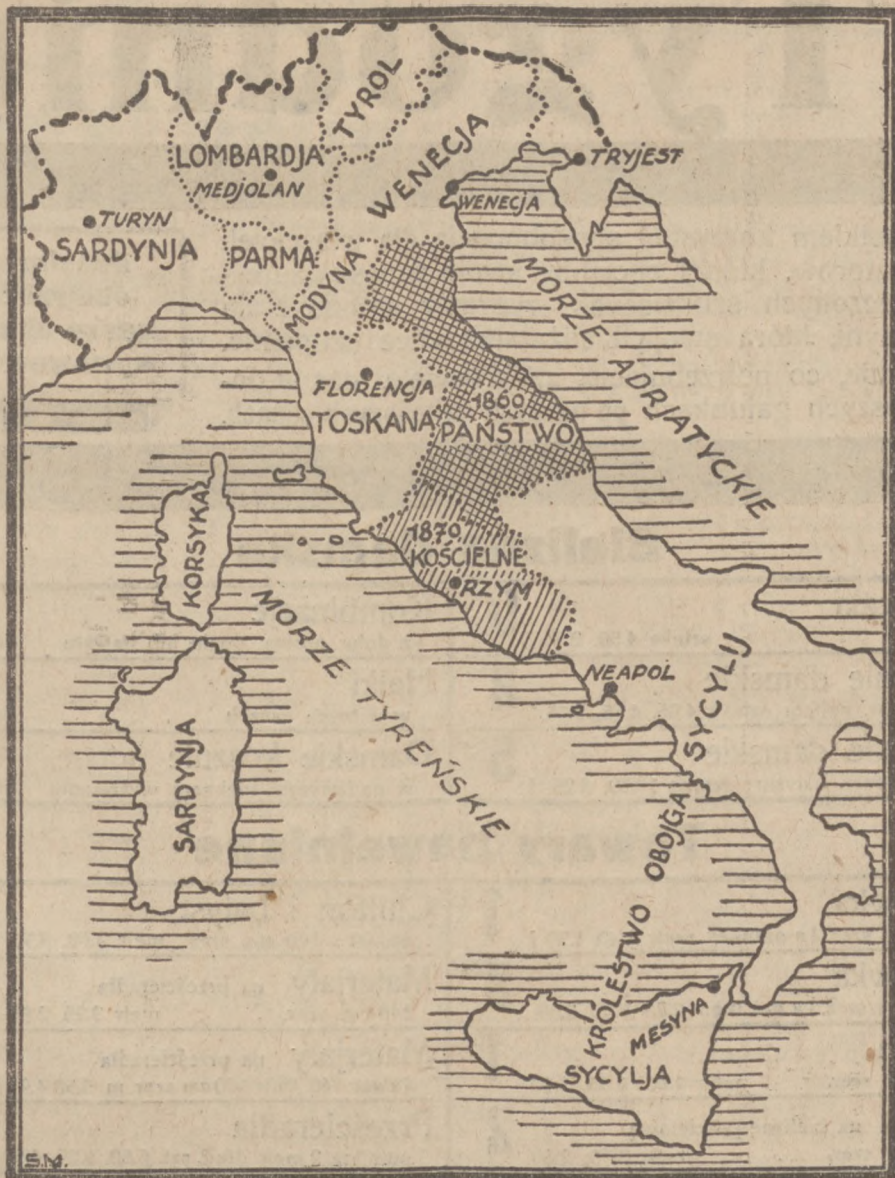 TYROL
LOMBARDJA
MEDJOLAN
WENECJA
TRYJEST
WENECJA
TURYN
SARDYNJA
PARMA
MODYNA
MORZE ADRJATYCKIE
FLORENCJA
TOSKANA
1860
PAŃSTWO
1870
KOŚCIELNE
RZYM
KORSYKA
MORZE TYREŃSKIE
NEAPOL
SARDYNJA
KRÓLESTWO OBOJGA SYCYLIJ
MESYNA
SYCYLJA
S.M.